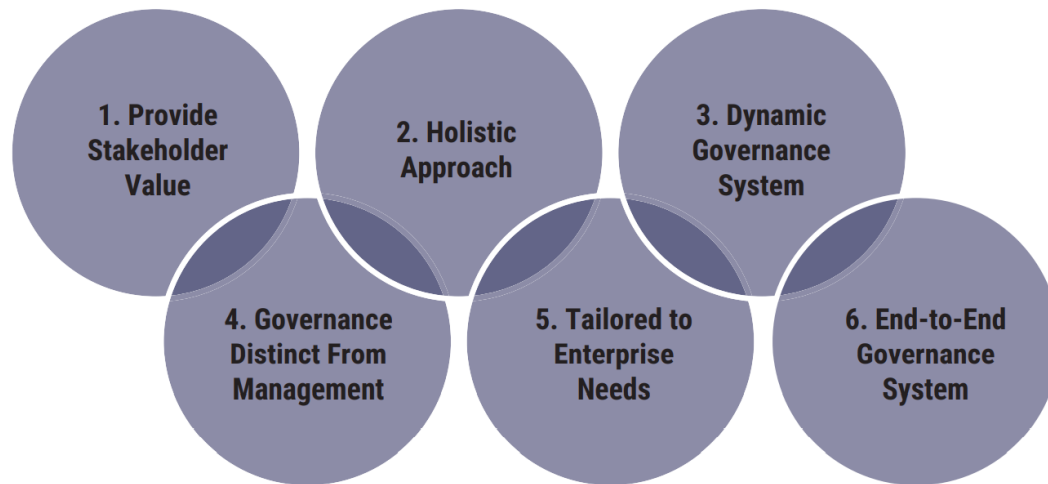 1. Provide
Stakeholder
Value
2. Holistic
Approach
3. Dynamic
Governance
System
4. Governance
Distinct From
Management
5. Tailored to
Enterprise
Needs
6. End-to-End
Governance
System